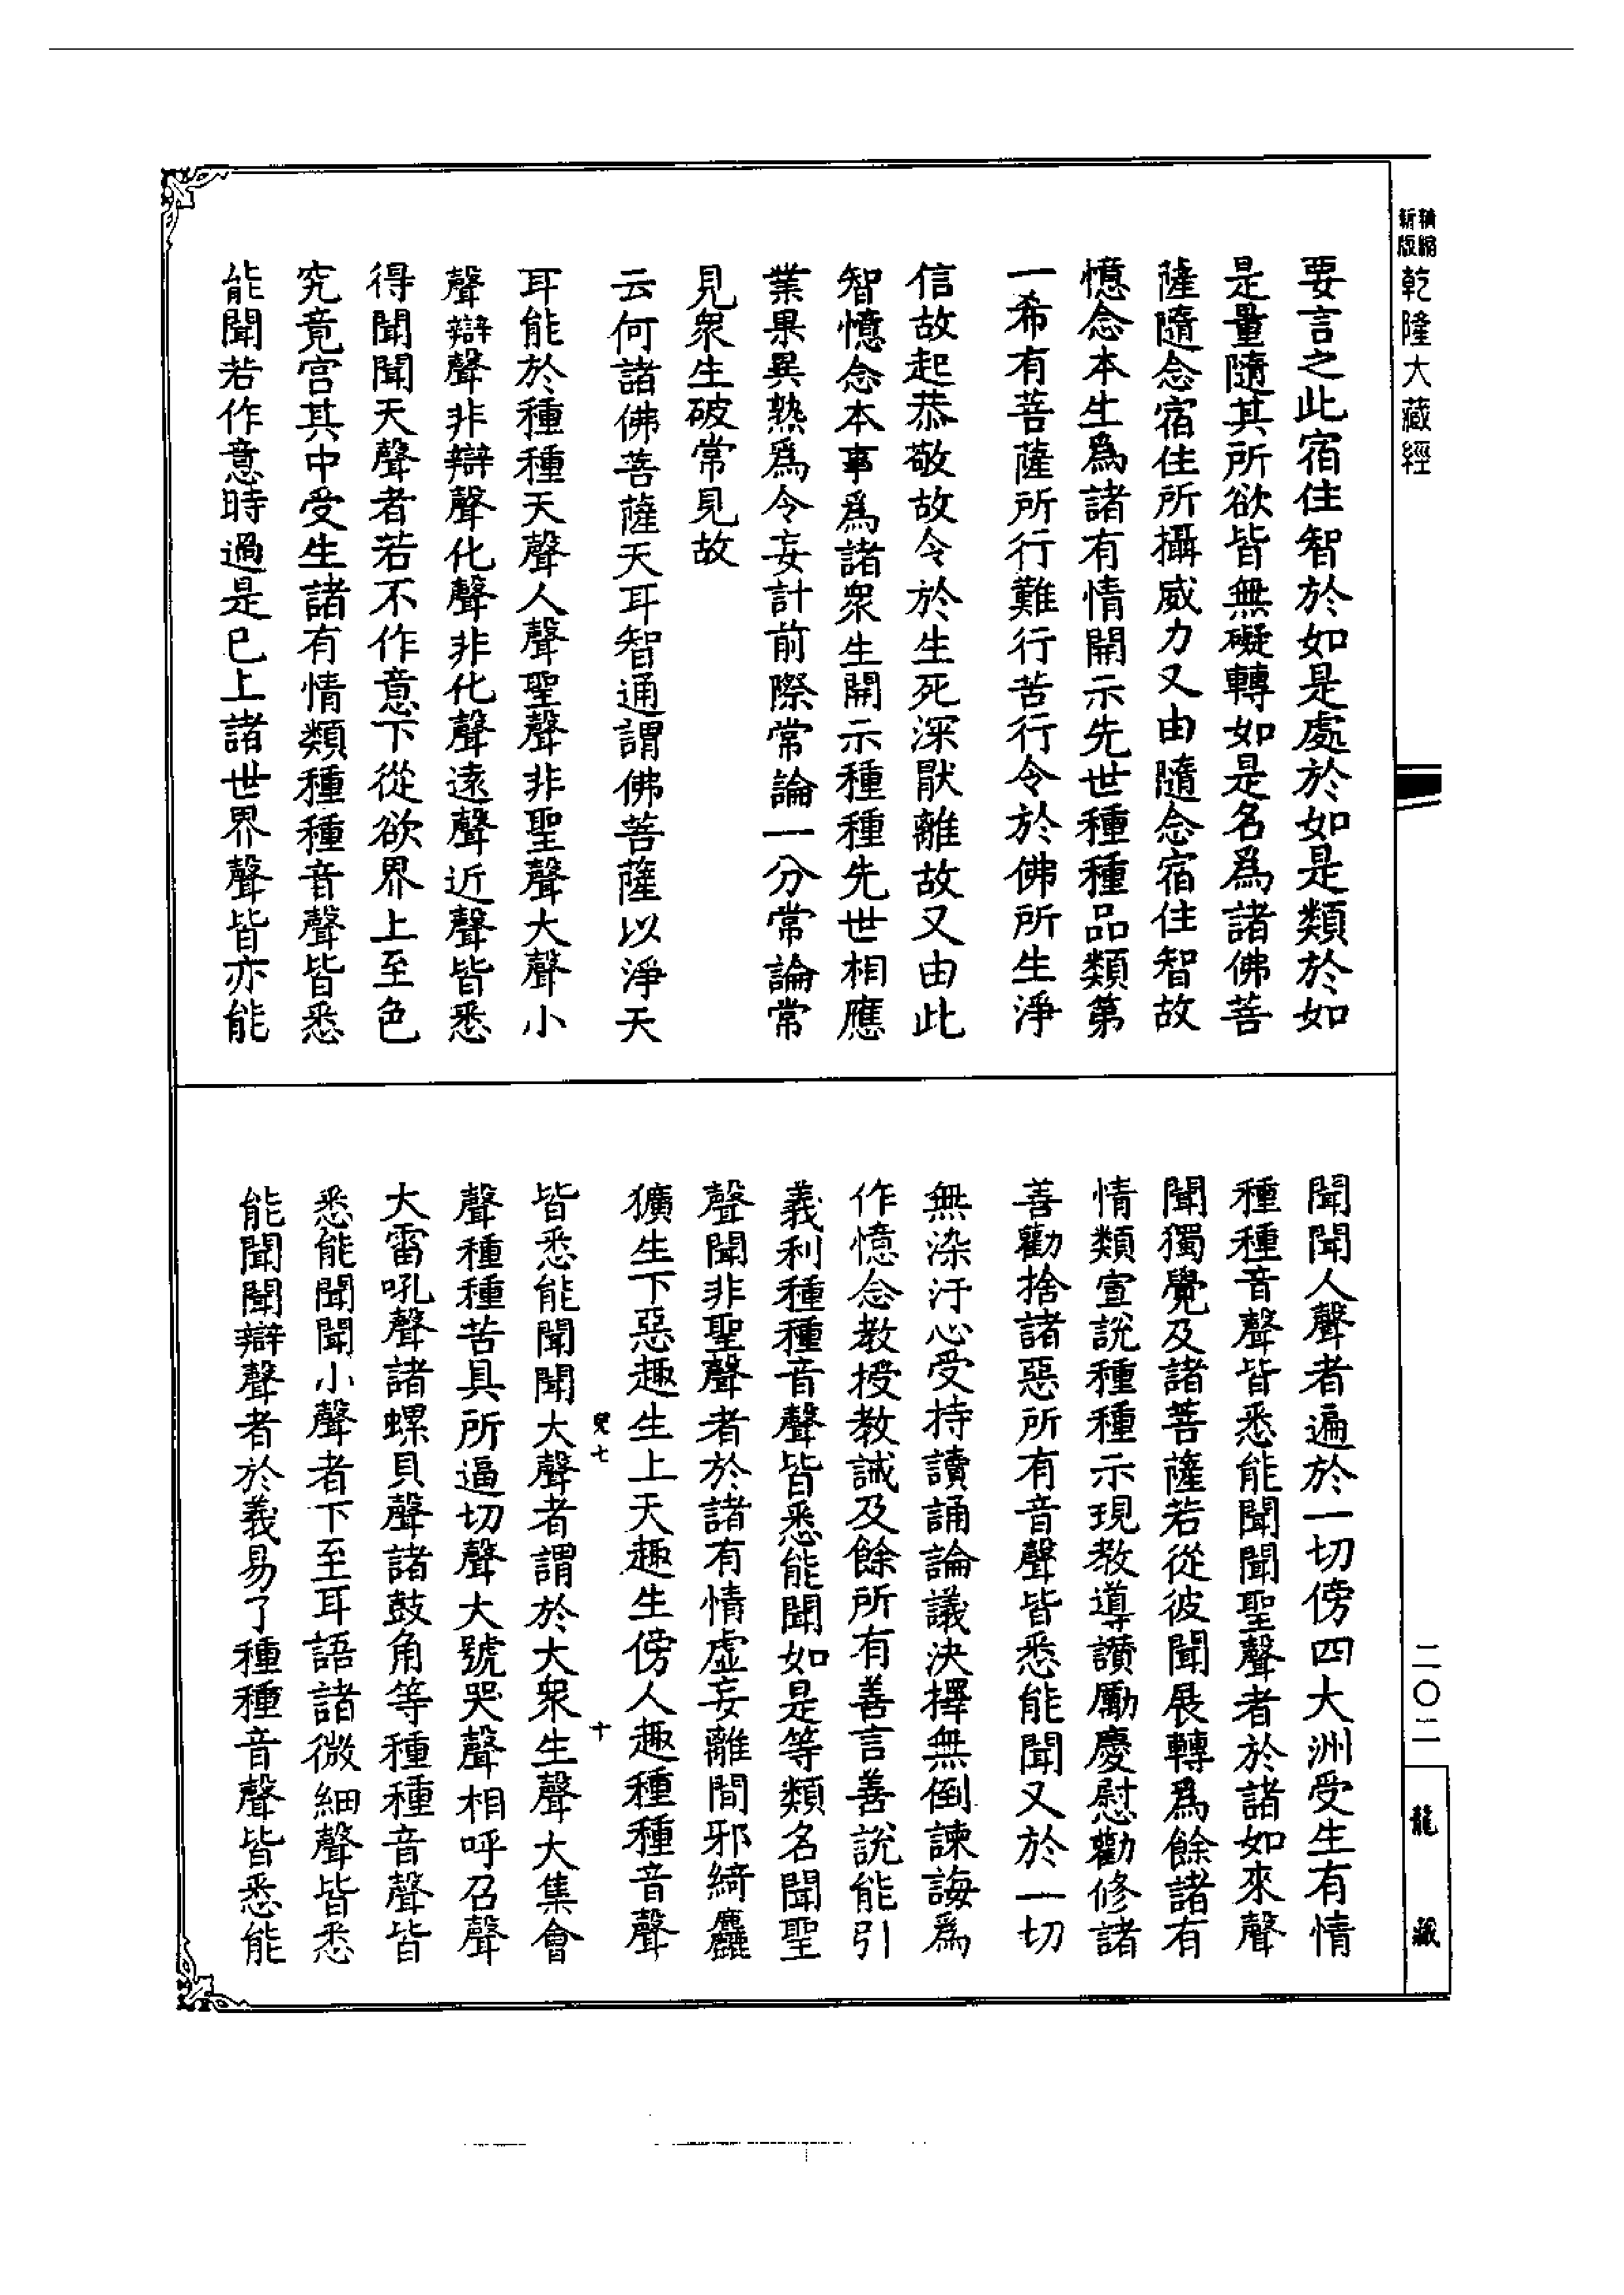 精縮
新版
乾隆大藏經
要言之此宿住智於如是處於如是類於如
是量隨其所欲皆無礙轉如是名爲諸佛菩
薩隨念宿住所攝威力又由隨念宿住智故
憶念本生爲諸有情開示先世種種品類第
一希有菩薩所行難行苦行令於佛所生淨
信故起恭敬故令於生死深猒離故又由此
智憶念本事爲諸衆生開示種種先世相應
業果異熟爲令妄計前際常論一分常論常
見衆生破常見故
云何諸佛菩薩天耳智通謂佛菩薩以淨天
耳能於種種天聲人聲聖聲非聖聲大聲小
聲辯聲非辯聲化聲非化聲遠聲近聲皆悉
得聞聞天聲者若不作意下從欲界上至色
究竟宫其中受生諸有情類種種音聲皆悉
能聞若作意時過是已上諸世界聲皆亦能
聞聞人聲者遍於一切傍四大洲受生有情
種種音聲皆悉能聞聞聖聲者於諸如來聲
聞獨覺及諸菩薩若從彼聞展轉爲餘諸有
情類宣說種種示現教導讚勵慶慰勸修諸
善勸捨諸惡所有音聲皆悉能聞又於一切
無染汙心受持讀誦論議決擇無倒諫誨爲
作憶念教授教誡及餘所有善言善說能引
義利種種音聲皆悉能聞如是等類名聞聖
聲聞非聖聲者於諸有情虛妄離間邪綺麤
獷生下惡趣生上天趣生傍人趣種種音聲
兒七
十
皆悉能聞聞大聲者謂於大衆生聲大集會
聲種種苦具所逼切聲大號哭聲相呼召聲
大雷吼聲諸螺貝聲諸鼓角等種種音聲皆
悉能聞聞小聲者下至耳語諸微細聲皆悉
能聞聞辯聲者於義易了種種音聲皆悉能
二〇二
龍藏